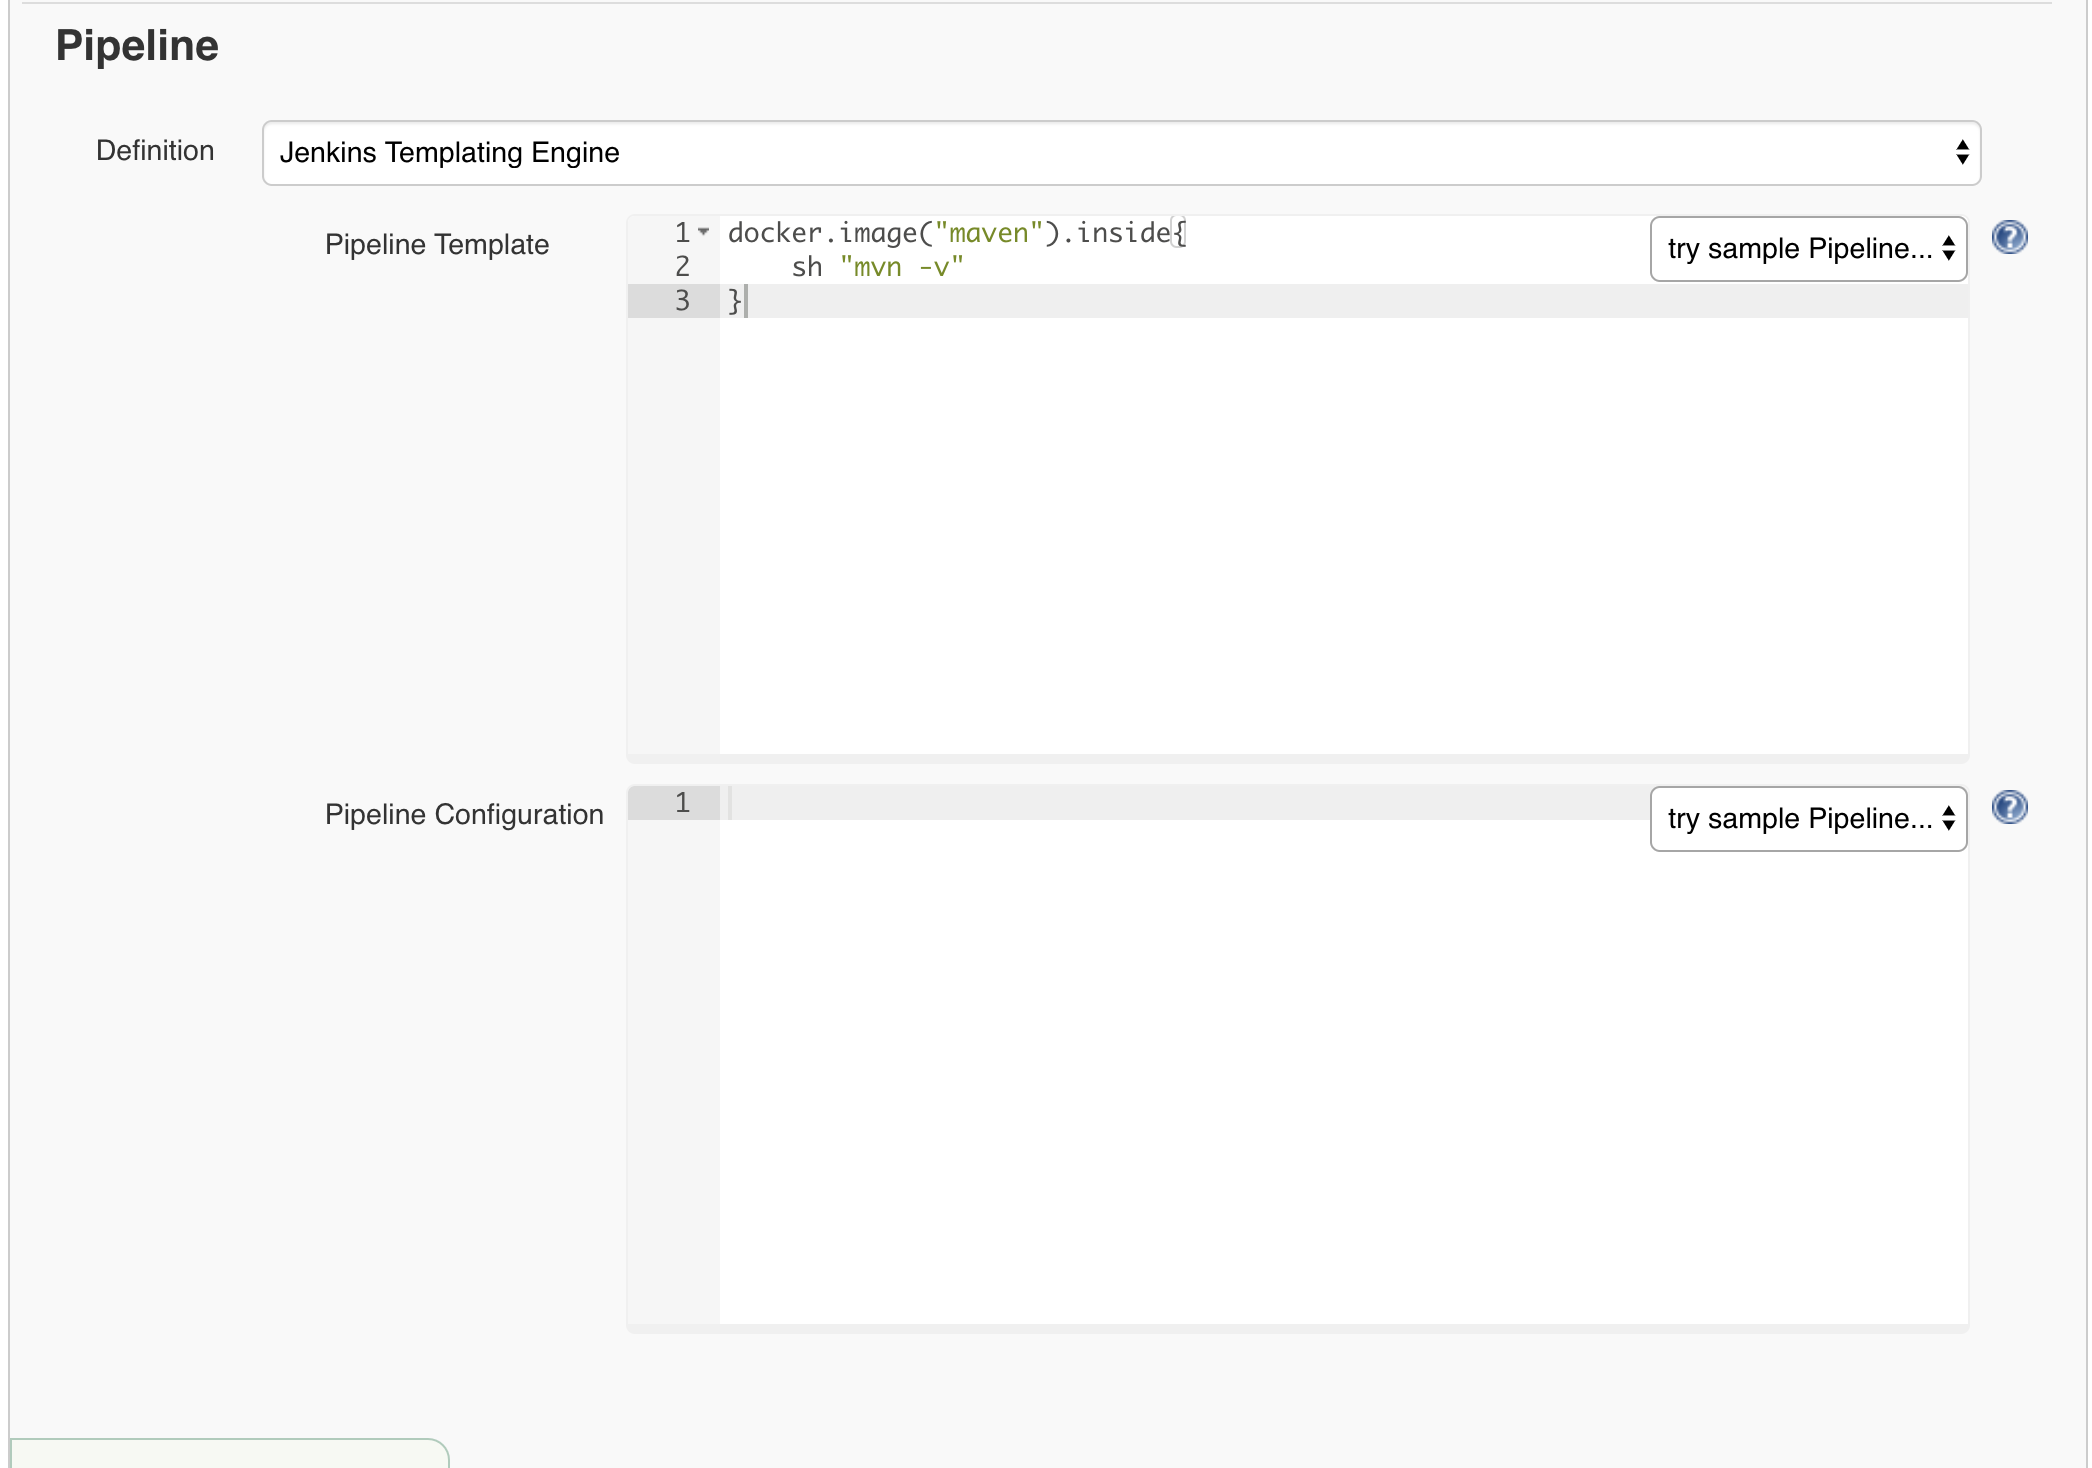 Pipeline
Definition
Jenkins Templating Engine
Pipeline Template
1 docker.image("maven").inside{
2 sh "mvn -v"
3 }
try sample Pipeline...
?
Pipeline Configuration
1
try sample Pipeline...
?